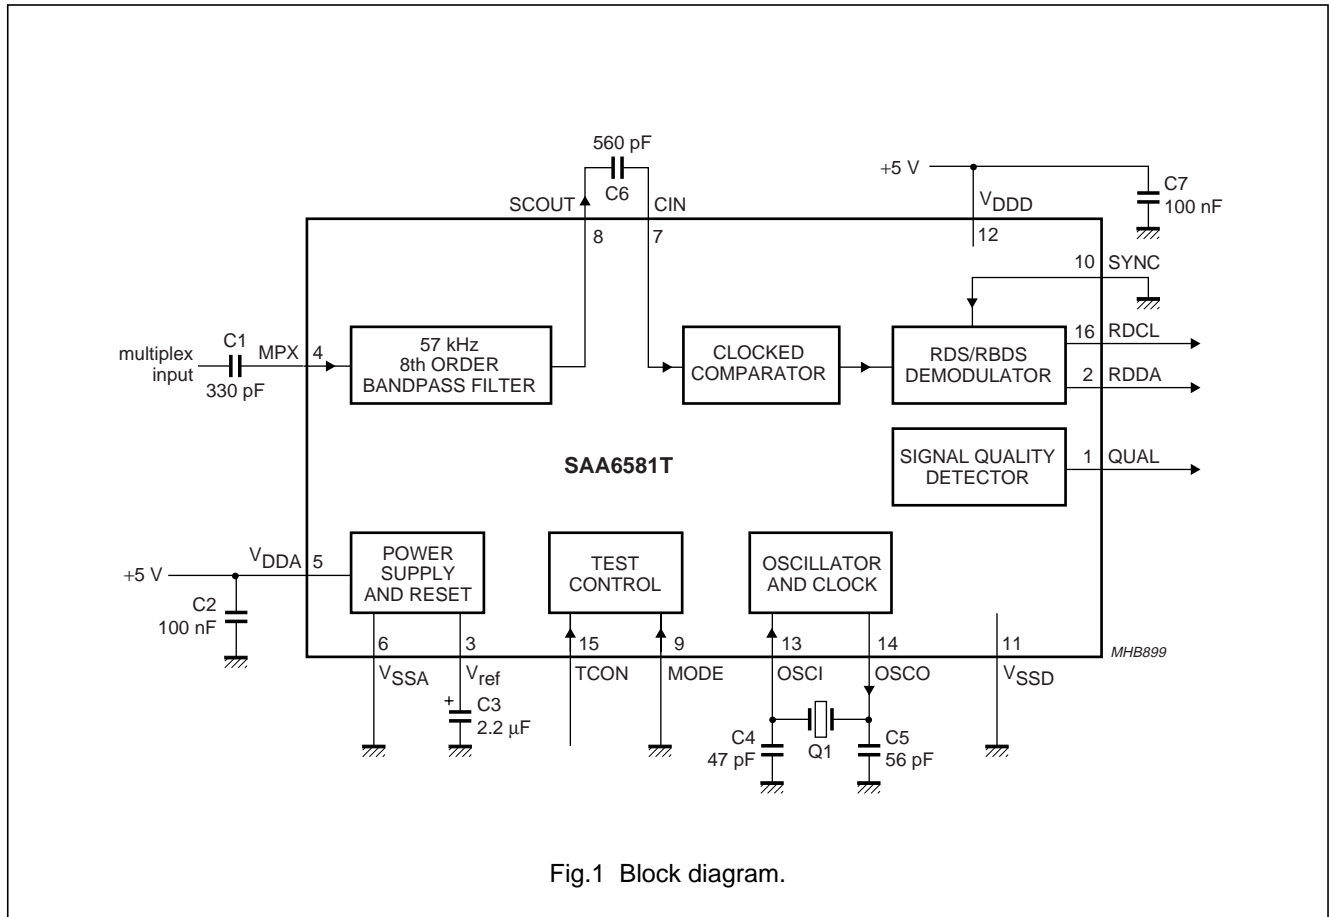 560 pF
C6
SCOUT
CIN
8
7
+5 V
VDDD
12
C7
100 nF
10
SYNC
multiplex
input
C1
330 pF
MPX
4
57 kHz
8th ORDER
BANDPASS FILTER
CLOCKED
COMPARATOR
RDS/RBDS
DEMODULATOR
16
RDCL
2
RDDA
SAA6581T
SIGNAL QUALITY
DETECTOR
1
QUAL
+5 V
VDDA
5
C2
100 nF
POWER
SUPPLY
AND RESET
TEST
CONTROL
OSCILLATOR
AND CLOCK
6
3
15
9
13
14
11
VSSA
Vref
TCON
MODE
OSCI
OSCO
VSSD
MHB899
+
C3
2.2 μF
C4
47 pF
Q1
C5
56 pF
Fig.1 Block diagram.